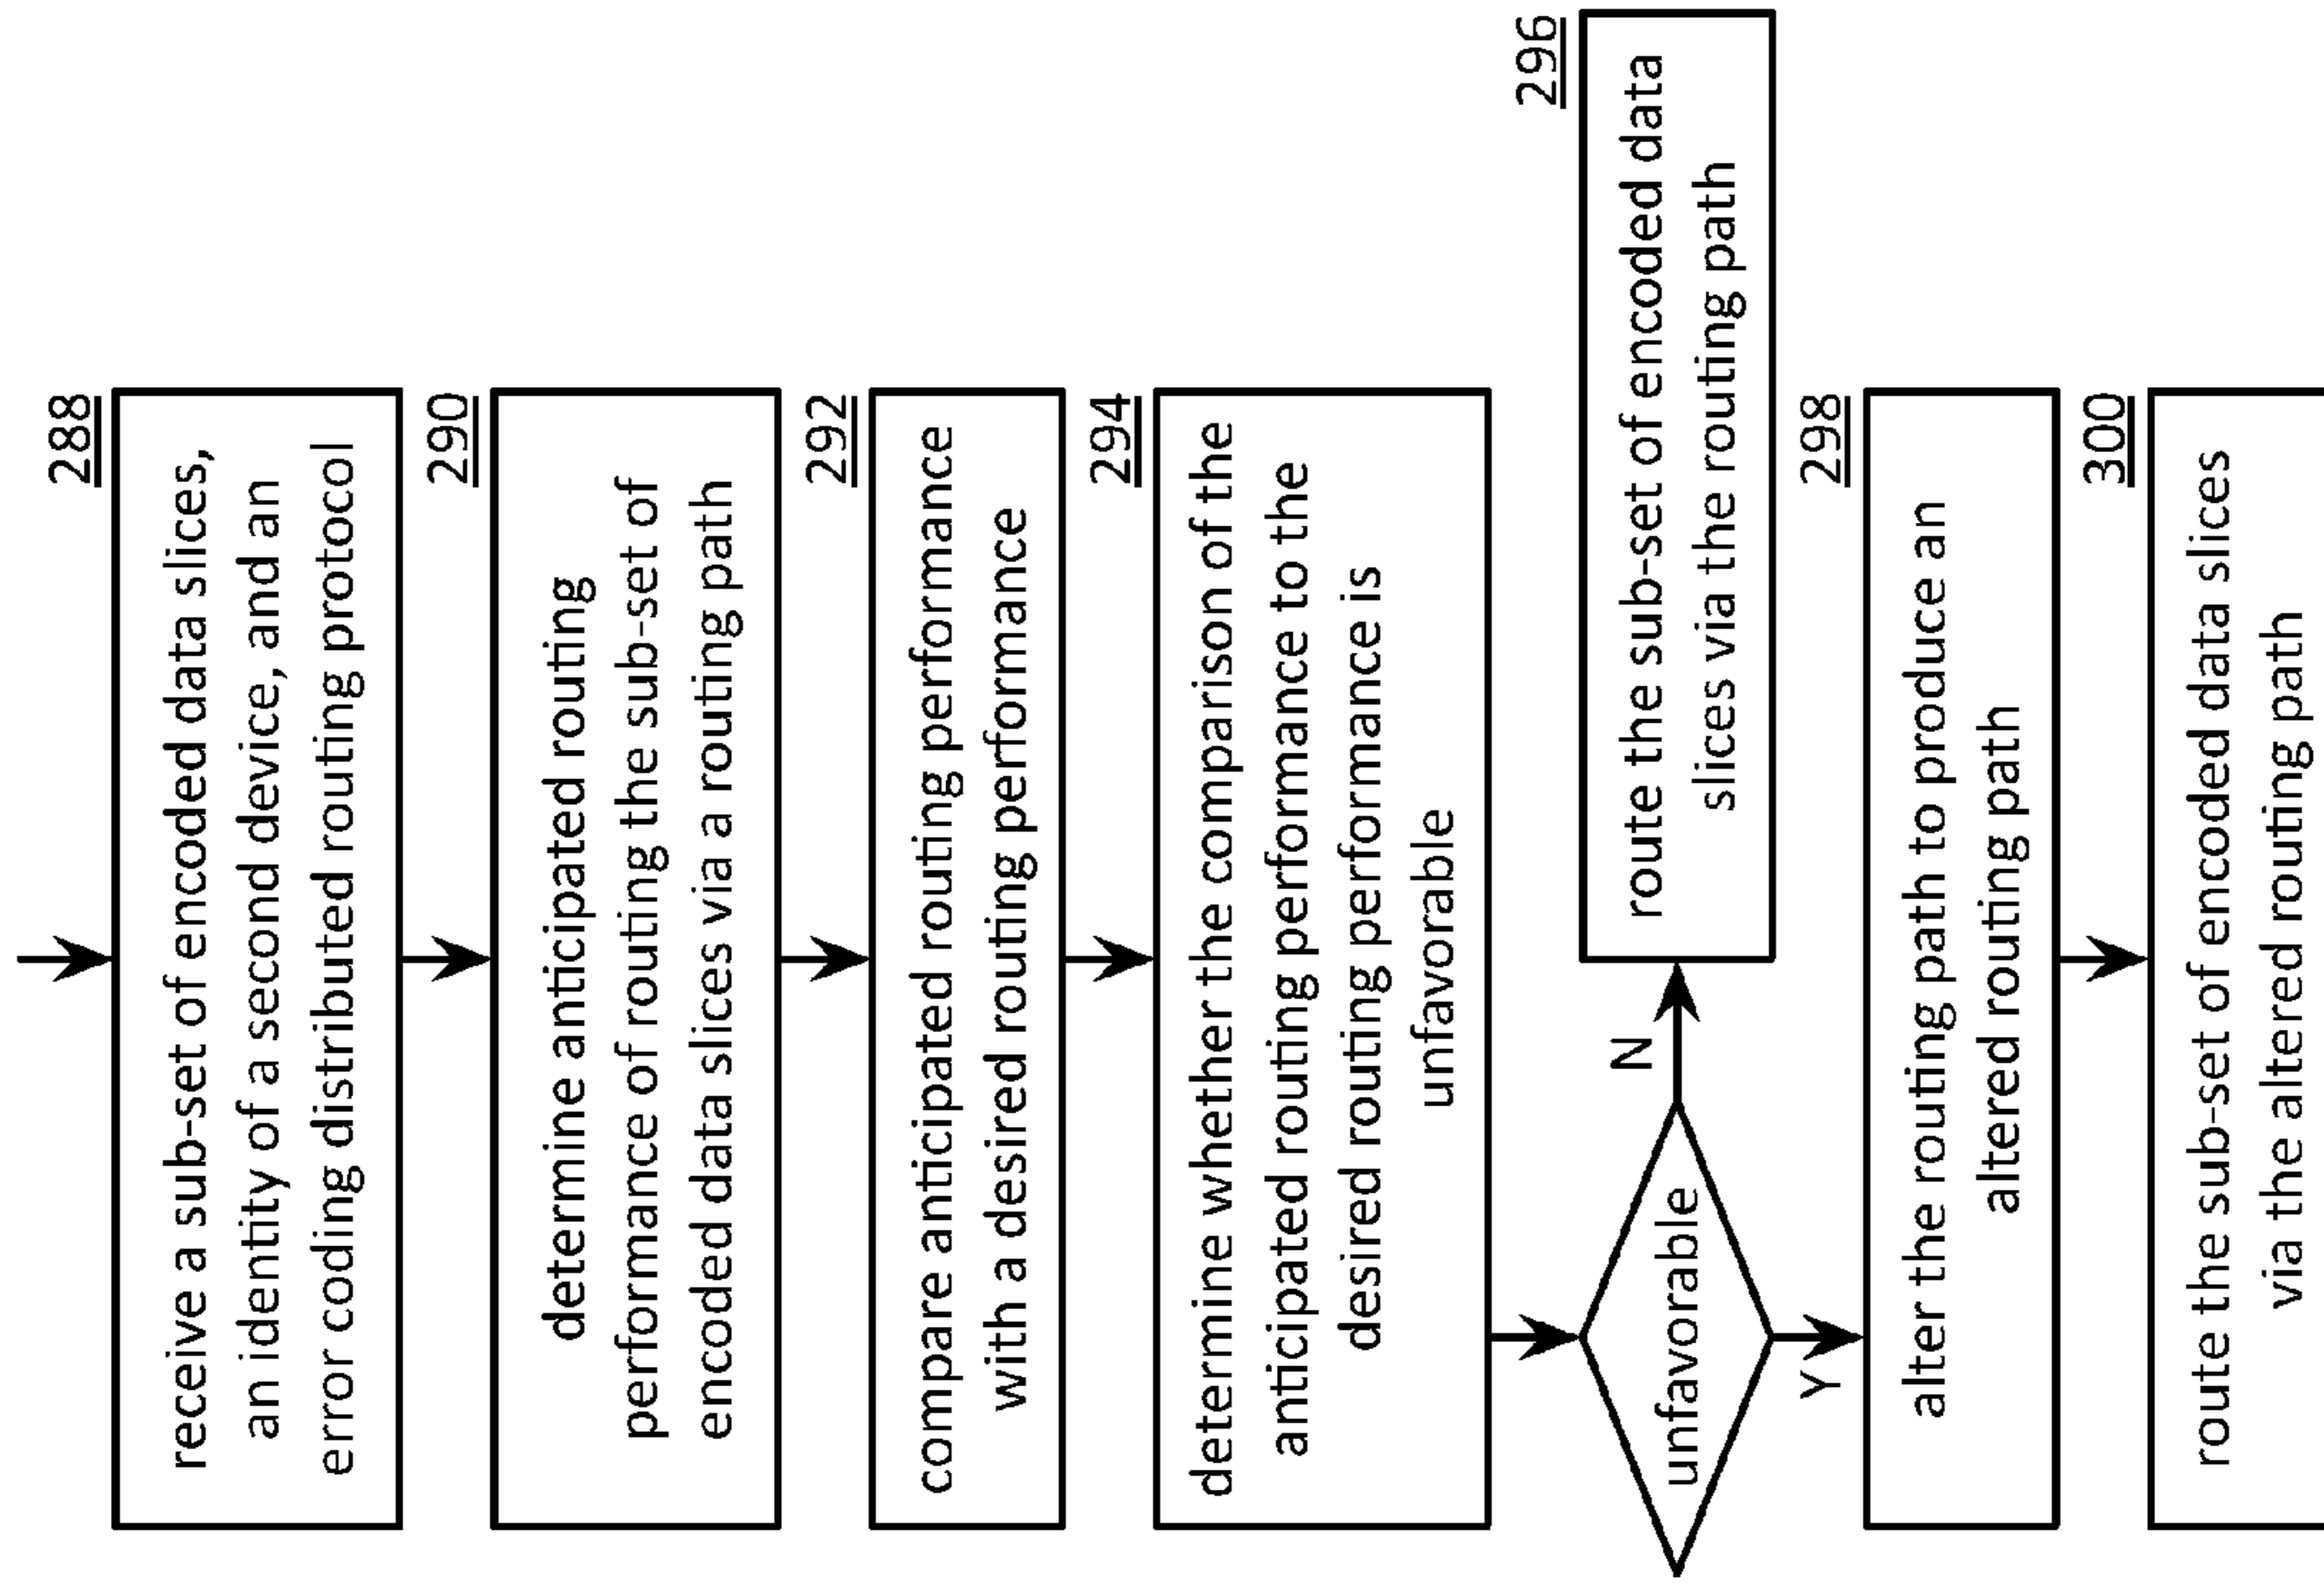 288
receive a sub-set of encoded data slices,
an identity of a second device, and an
error coding distributed routing protocol
290
determine anticipated routing
performance of routing the sub-set of
encoded data slices via a routing path
292
compare anticipated routing performance
with a desired routing performance
294
determine whether the comparison of the
anticipated routing performance to the
desired routing performance is
unfavorable
unfavorable
N
296
route the sub-set of encoded data
slices via the routing path
Y
298
alter the routing path to produce an
altered routing path
300
route the sub-set of encoded data slices
via the altered routing path